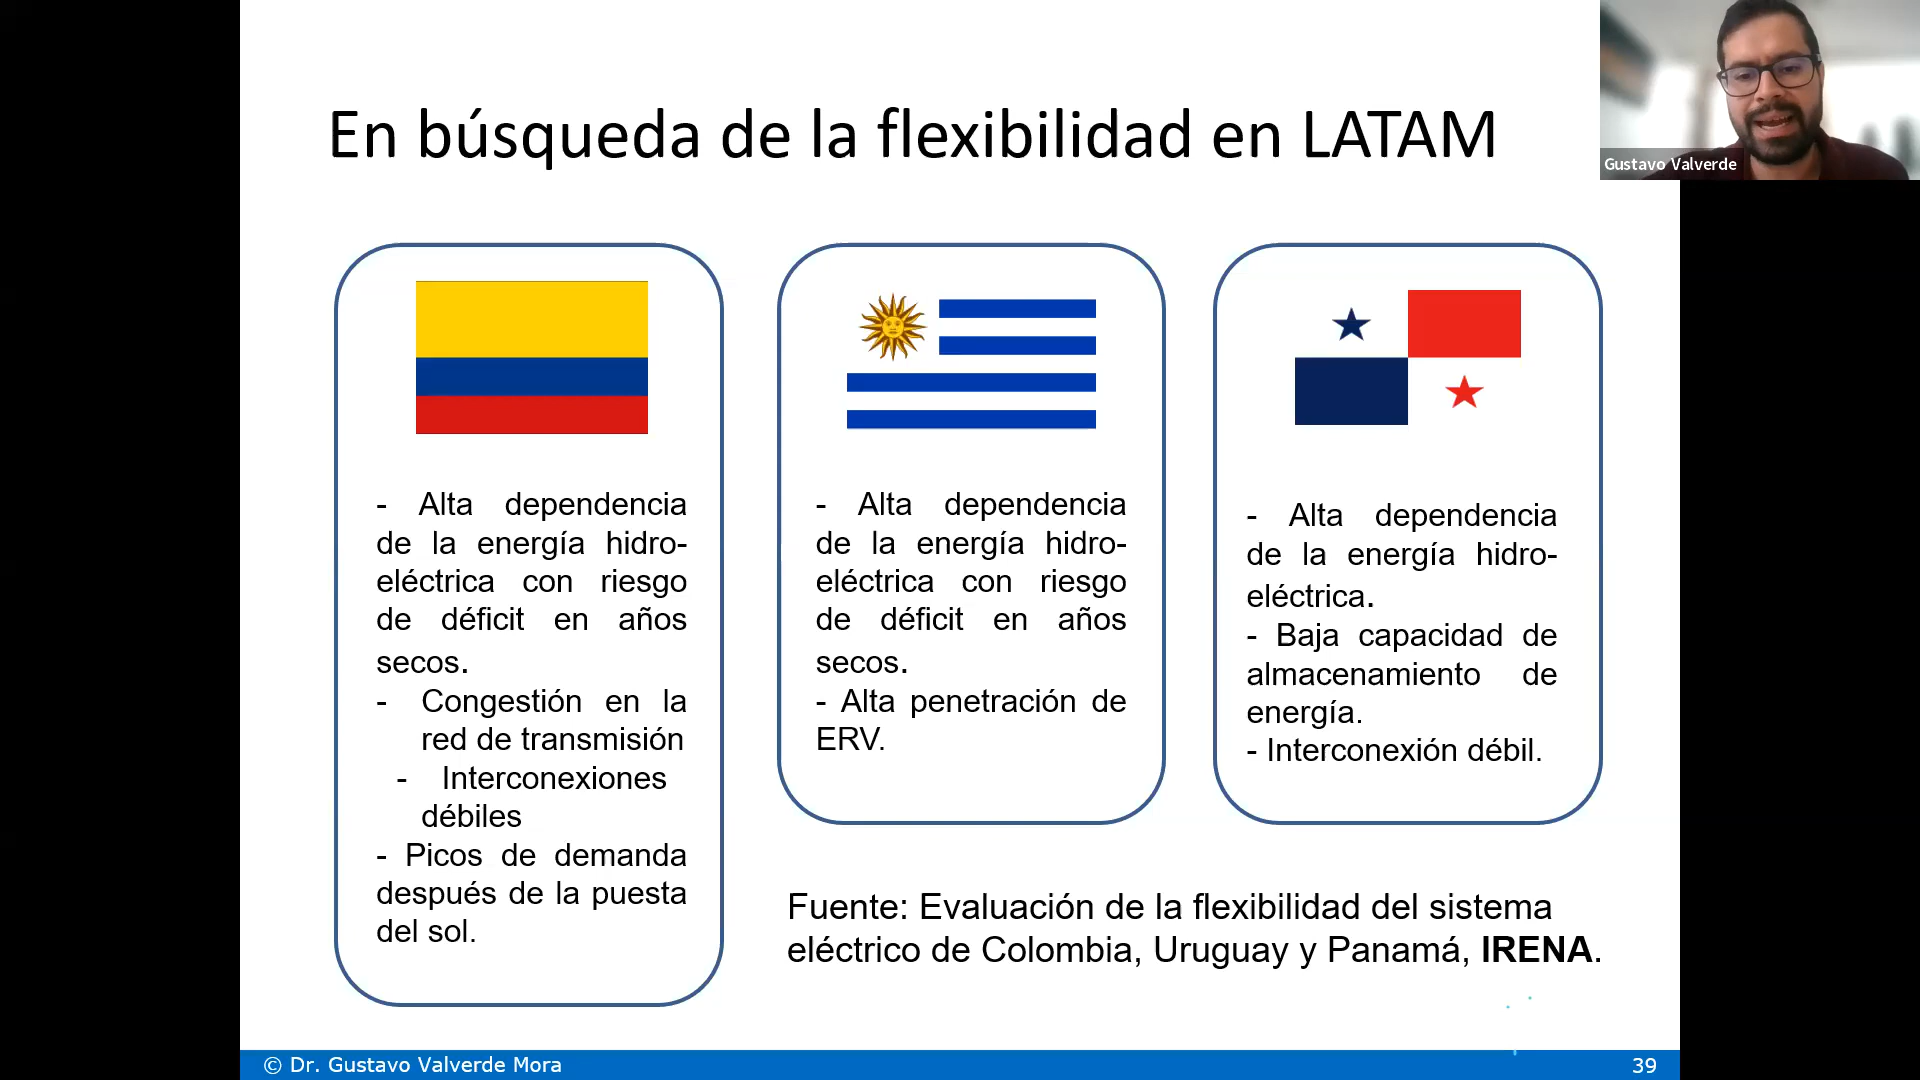 En búsqueda de la flexibilidad en LATAM
Gustavo Valverde
- Alta dependencia
de la energía hidro-
eléctrica con riesgo
de déficit en años
secos.
- Congestión en la
red de transmisión
- Interconexiones
débiles
- Picos de demanda
después de la puesta
del sol.
- Alta dependencia
de la energía hidro-
eléctrica con riesgo
de déficit en años
secos.
- Alta penetración de
ERV.
- Alta dependencia
de la energía hidro-
eléctrica.
- Baja capacidad de
almacenamiento de
energía.
- Interconexión débil.
Fuente: Evaluación de la flexibilidad del sistema
eléctrico de Colombia, Uruguay y Panamá, IRENA.
© Dr. Gustavo Valverde Mora
39